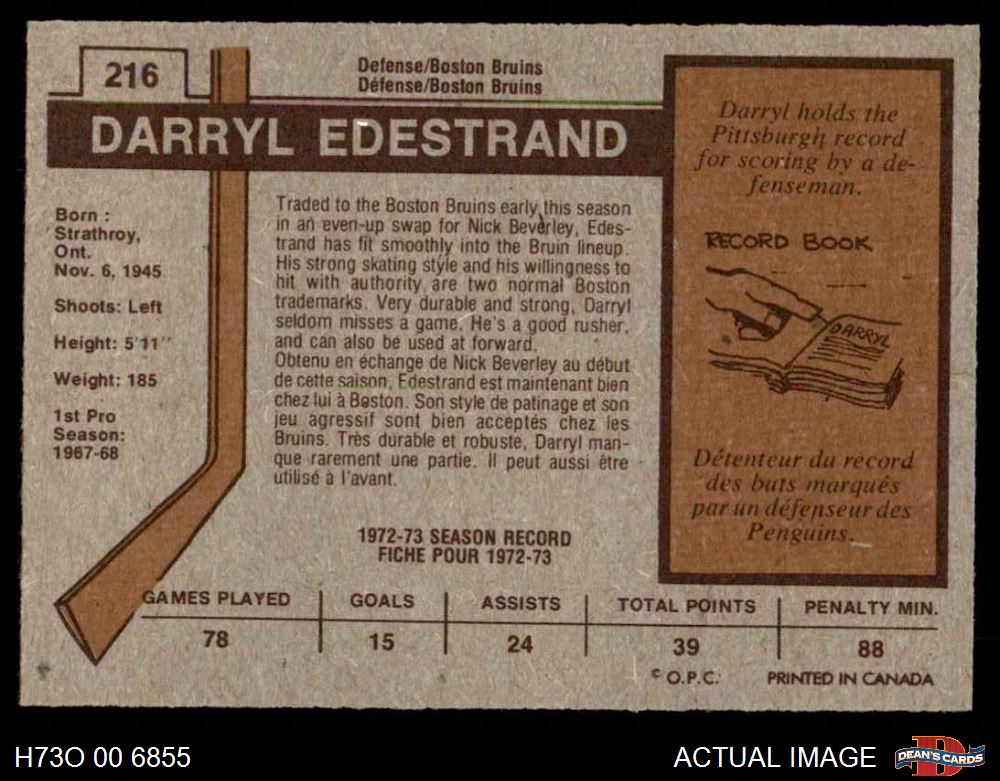 216
Defense/Boston Bruins
Défense/Boston Bruins
DARRYL EDESTRAND
Born :
Strathroy,
Ont.
Nov. 6, 1945
Shoots: Left
Height: 5'11''
Weight: 185
1st Pro
Season:
1967-68
Traded to the Boston Bruins early this season
in an even-up swap for Nick Beverley, Edes-
trand has fit smoothly into the Bruin lineup.
His strong skating style and his willingness to
hit with authority are two normal Boston
trademarks. Very durable and strong, Darryl
seldom misses a game. He's a good rusher,
and can also be used at forward.
Obtenu en échange de Nick Beverley au début
de cette saison, Edestrand est maintenant bien
chez lui à Boston. Son style de patinage et son
jeu agressif sont bien acceptés chez les
Bruins. Très durable et robuste, Darryl man-
que rarement une partie. Il peut aussi être
utilisé à l'avant.
Darryl holds the
Pittsburgh record
for scoring by a de-
fenseman.
RECORD BOOK
DARRYL
Détenteur du record
des buts marqués
par un défenseur des
Penguins.
1972-73 SEASON RECORD
FICHE POUR 1972-73
GAMES PLAYED GOALS ASSISTS TOTAL POINTS PENALTY MIN.
78 15 24 39 88
© O.P.C. PRINTED IN CANADA
H73O 00 6855
ACTUAL IMAGE
D
DEAN'S CARDS